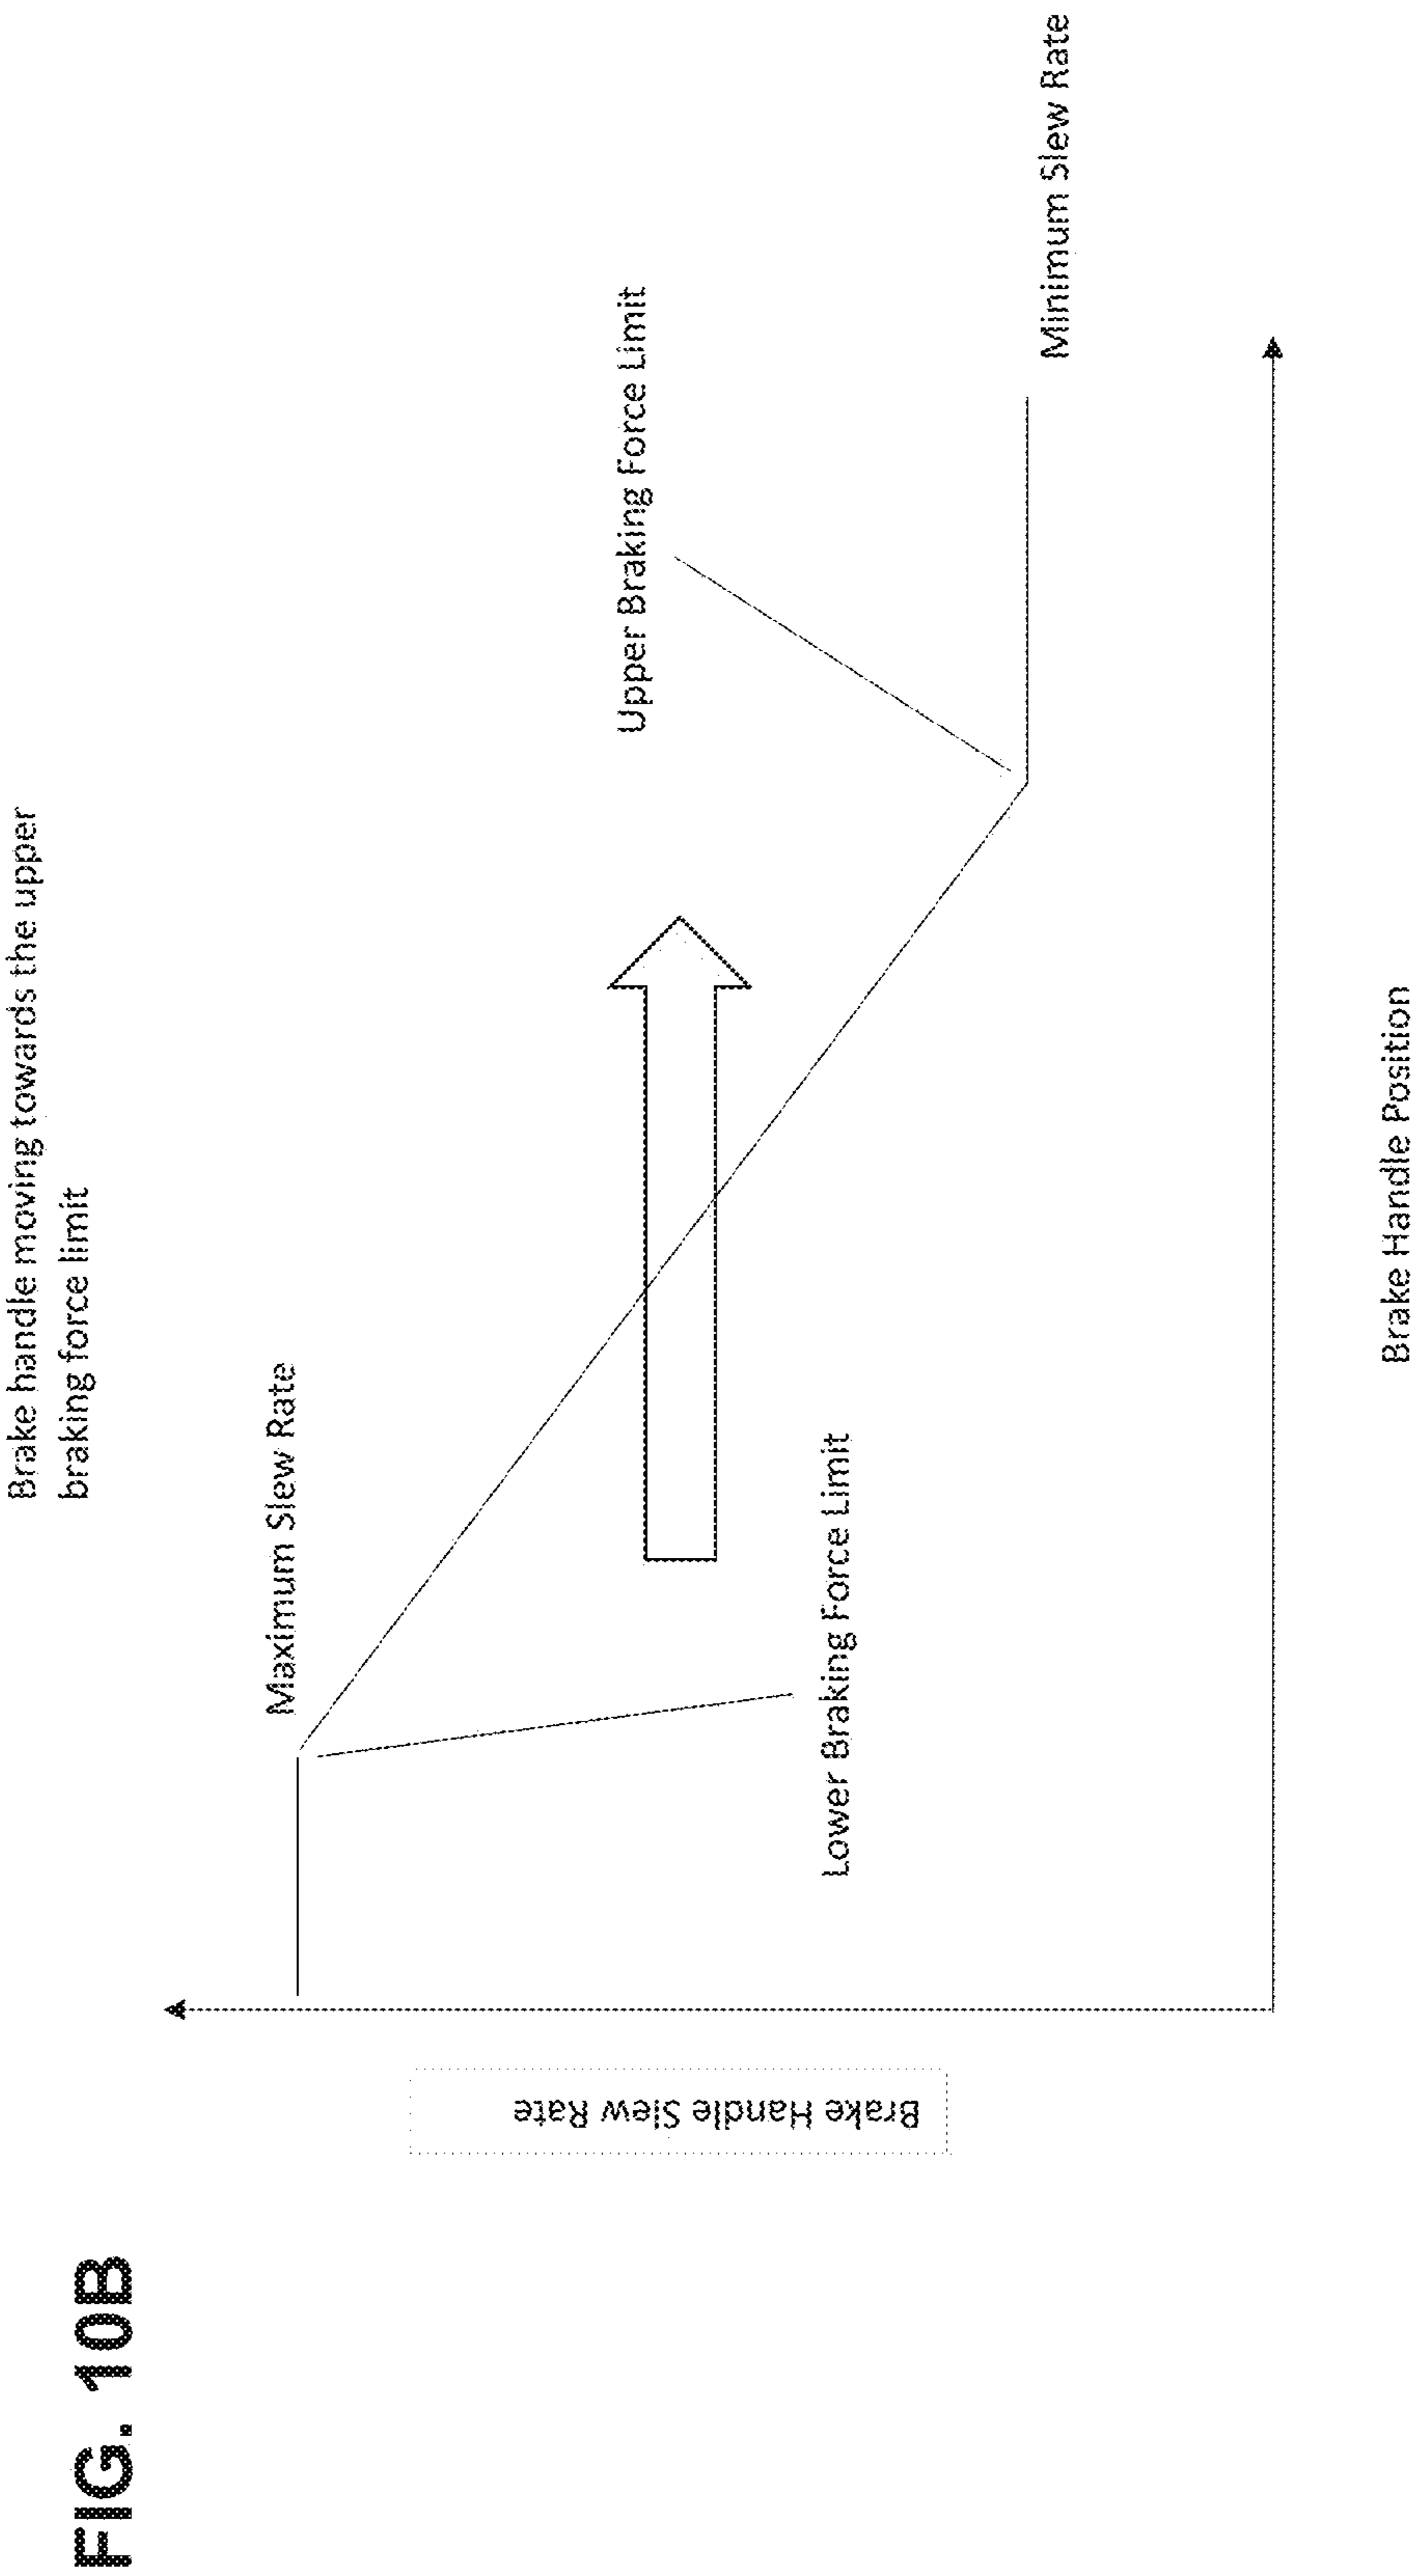 FIG. 10B
Brake handle moving towards the upper
braking force limit
Maximum Slew Rate
Upper Braking Force Limit
Lower Braking Force Limit
Minimum Slew Rate
Brake Handle Slew Rate
Brake Handle Position